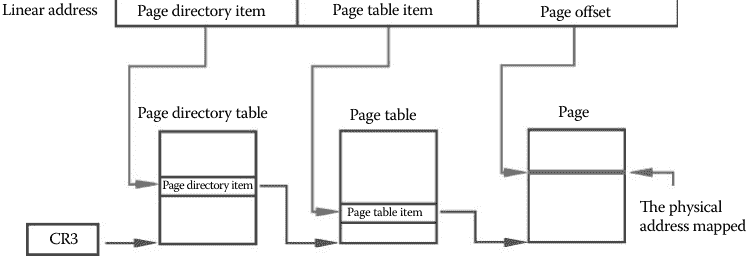 Linear address
Page directory item
Page table item
Page offset
Page directory table
Page table
Page
Page directory item
Page table item
The physical
address mapped
CR3